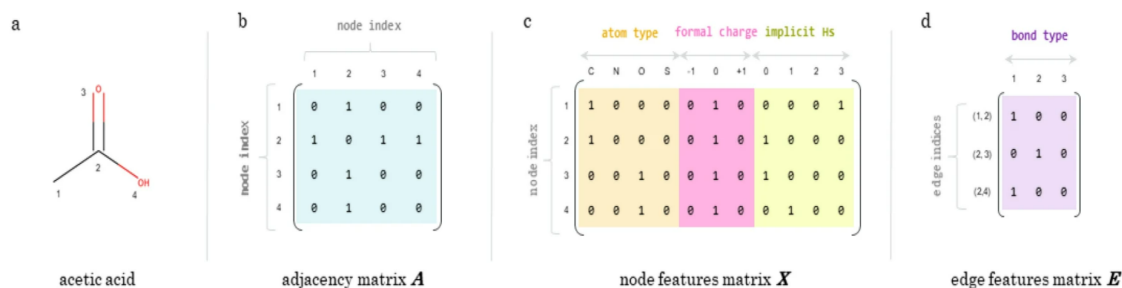 a
O
3
2
OH
1
4
acetic acid
b
node index
1 2 3 4
node index
1 0 1 0 0
2 1 0 1 1
3 0 1 0 0
4 0 1 0 0
adjacency matrix A
c
atom type formal charge implicit Hs
C N O S -1 0 +1 0 1 2 3
node index
1 1 0 0 0 0 1 0 0 0 0 1
2 1 0 0 0 0 1 0 1 0 0 0
3 0 0 1 0 0 1 0 1 0 0 0
4 0 0 1 0 0 1 0 0 1 0 0
node features matrix X
d
bond type
1 2 3
edge indices
(1, 2) 1 0 0
(2,3) 0 1 0
(2,4) 1 0 0
edge features matrix E